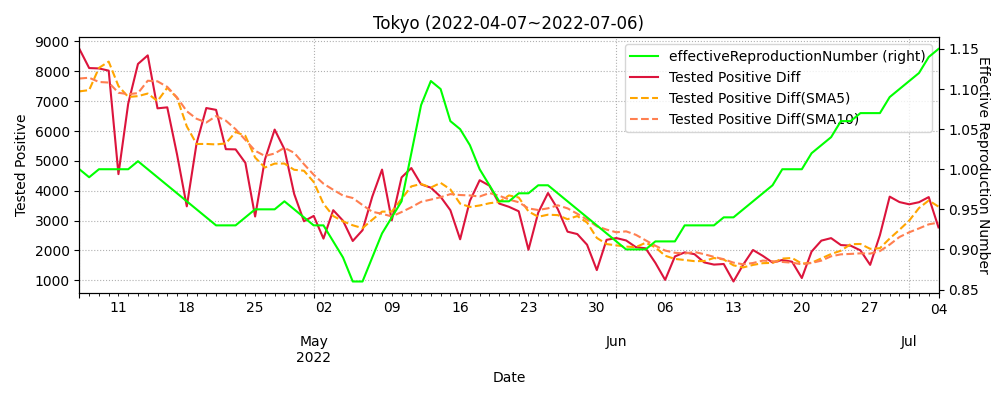 Tokyo (2022-04-07~2022-07-06)
effectiveReproductionNumber (right)
Tested Positive Diff
Tested Positive Diff(SMA5)
Tested Positive Diff(SMA10)
Tested Positive
9000
8000
7000
6000
5000
4000
3000
2000
1000
1.15
1.10
1.05
1.00
0.95
0.90
0.85
Effective Reproduction Number
11 18 25 02 09 16 23 30 06 13 20 27 04
May Jun Jul
2022
Date